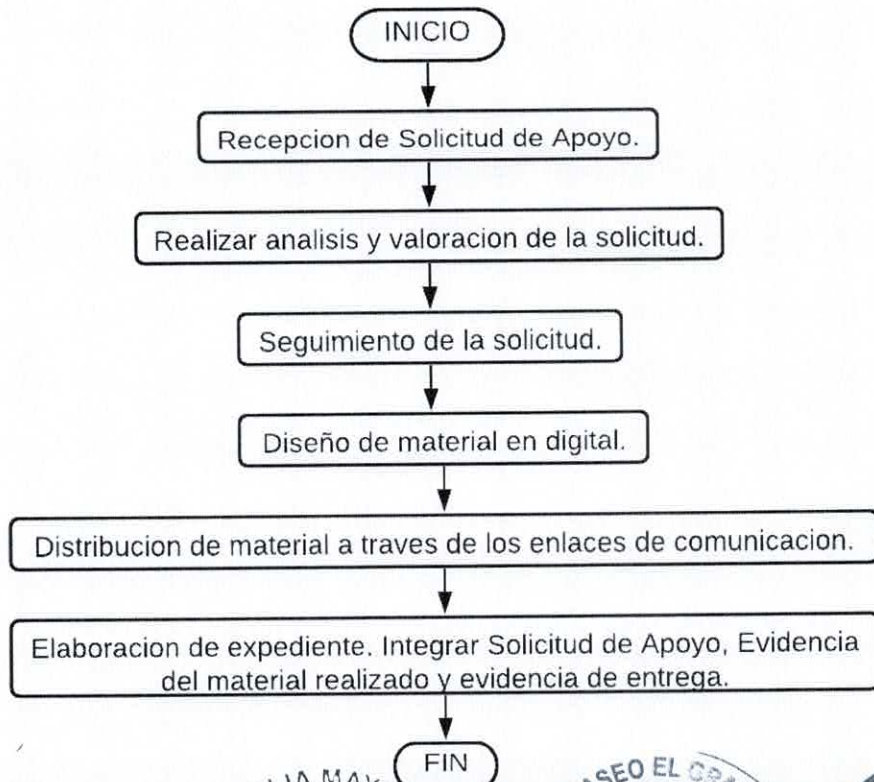 INICIO
Recepcion de Solicitud de Apoyo.
Realizar analisis y valoracion de la solicitud.
Seguimiento de la solicitud.
Diseño de material en digital.
Distribucion de material a traves de los enlaces de comunicacion.
Elaboracion de expediente. Integrar Solicitud de Apoyo, Evidencia
del material realizado y evidencia de entrega.
FIN
EL